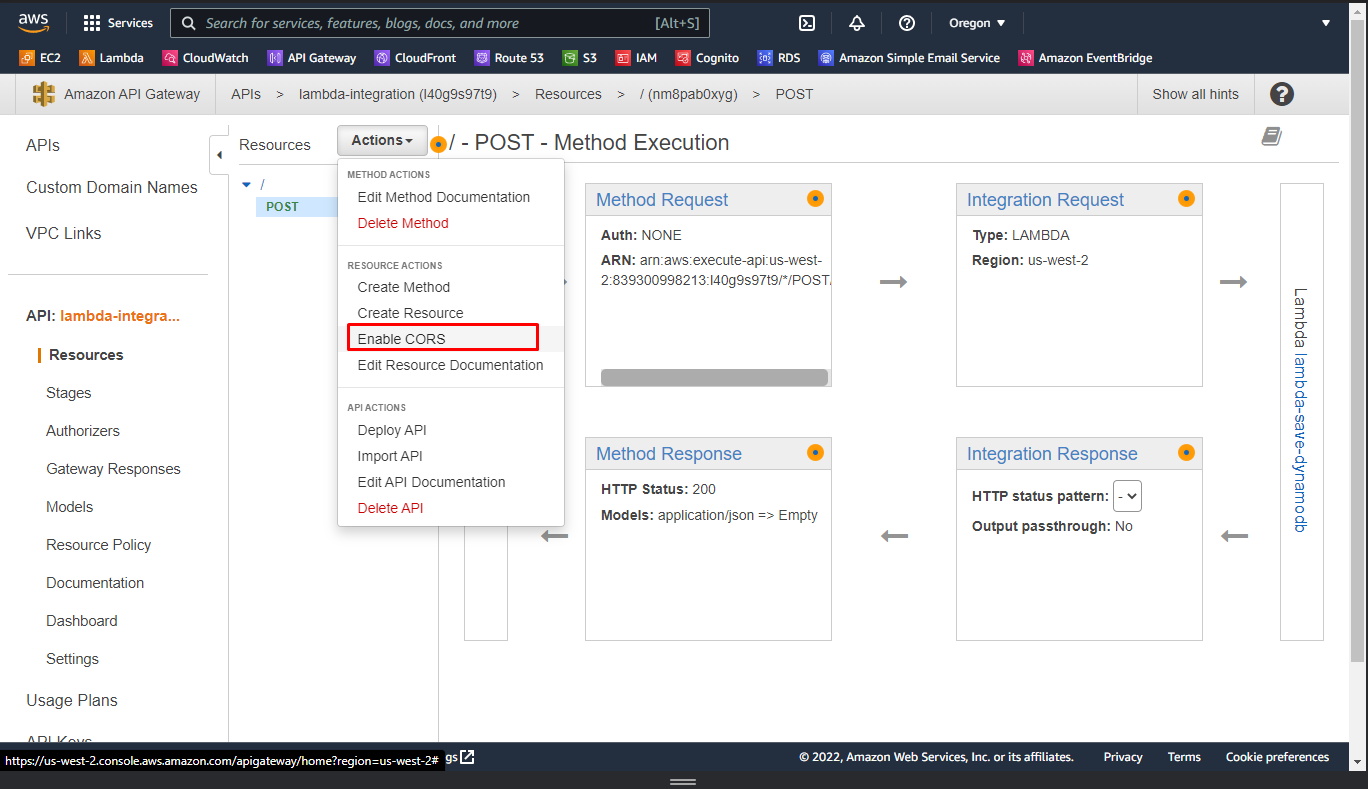 aws
Services
Search for services, features, blogs, docs, and more
[Alt+S]
Oregon
EC2
Lambda
CloudWatch
API Gateway
CloudFront
Route 53
S3
IAM
Cognito
RDS
Amazon Simple Email Service
Amazon EventBridge
Amazon API Gateway
APIs > lambda-integration (l40g9s97t9) > Resources > / (nm8pab0xyg) > POST
Show all hints
APIs
Custom Domain Names
VPC Links
API: lambda-integra...
Resources
Stages
Authorizers
Gateway Responses
Models
Resource Policy
Documentation
Dashboard
Settings
Usage Plans
API Keys
Resources
Actions
/
POST
METHOD ACTIONS
Edit Method Documentation
Delete Method
RESOURCE ACTIONS
Create Method
Create Resource
Enable CORS
Edit Resource Documentation
API ACTIONS
Deploy API
Import API
Edit API Documentation
Delete API
/ - POST - Method Execution
Method Request
Auth: NONE
ARN: arn:aws:execute-api:us-west-
2:839300998213:l40g9s97t9/*/POST/
Integration Request
Type: LAMBDA
Region: us-west-2
Lambda lambda-save-dynamodb
Method Response
HTTP Status: 200
Models: application/json => Empty
Integration Response
HTTP status pattern: -
Output passthrough: No
https://us-west-2.console.aws.amazon.com/apigateway/home?region=us-west-2#
gs
© 2022, Amazon Web Services, Inc. or its affiliates.
Privacy
Terms
Cookie preferences